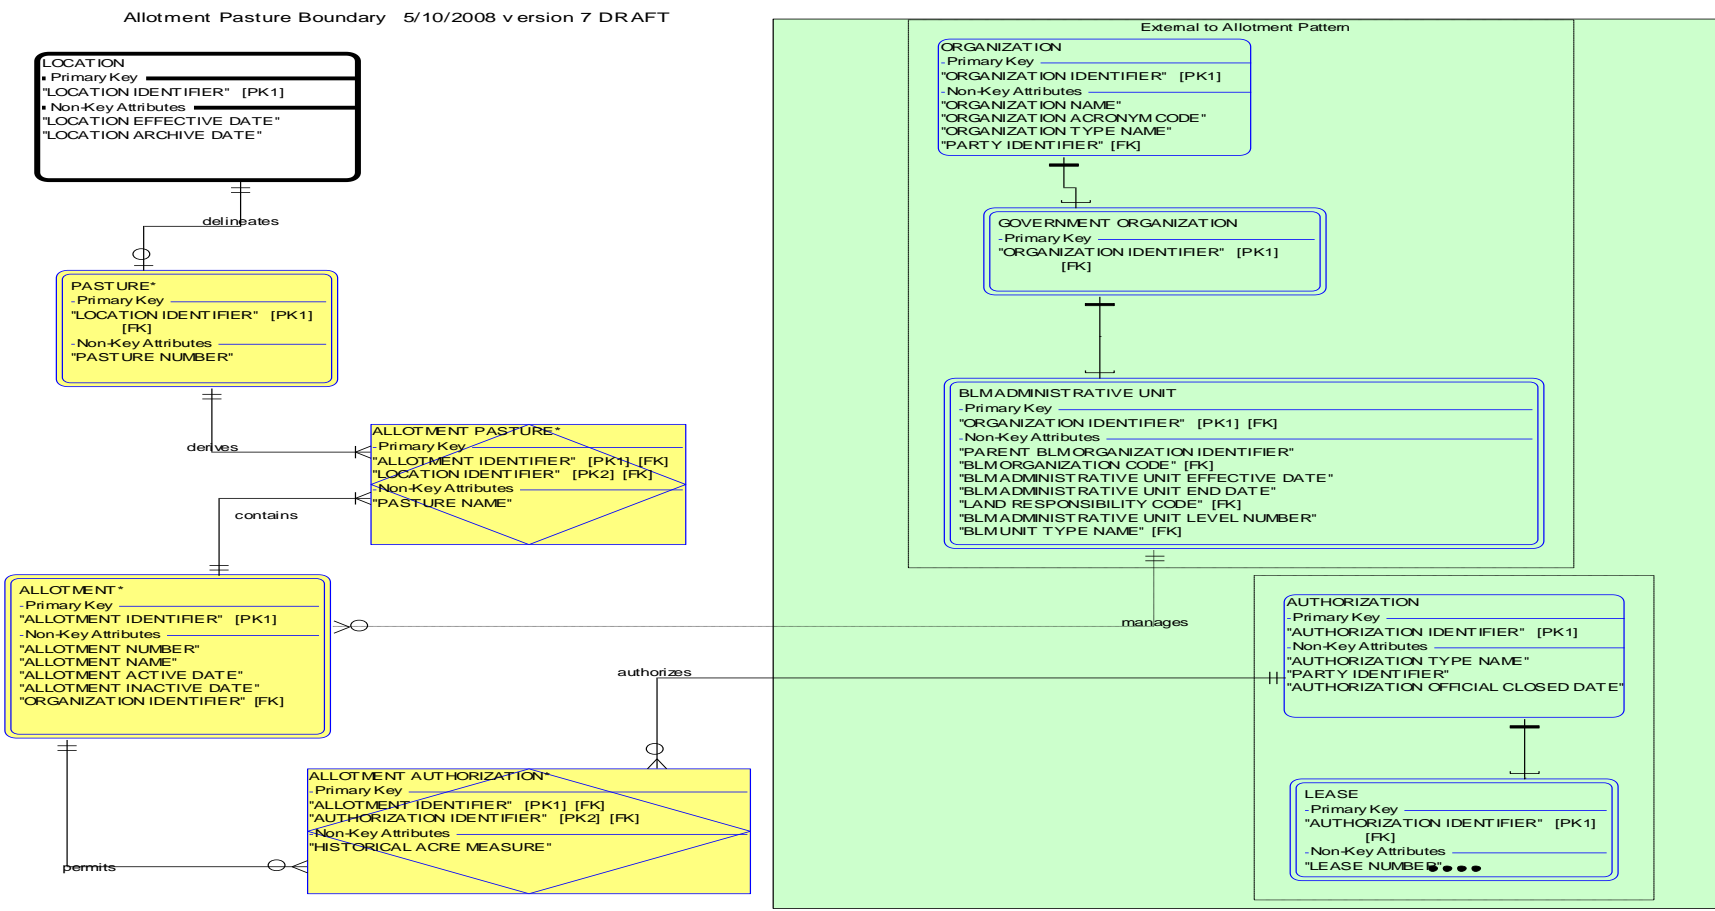 Allotment Pasture Boundary 5/10/2008 version 7 DRAFT
External to Allotment Pattern
LOCATION
Primary Key
"LOCATION IDENTIFIER" [PK1]
Non-Key Attributes
"LOCATION EFFECTIVE DATE"
"LOCATION ARCHIVE DATE"
delineates
PASTURE*
-Primary Key
"LOCATION IDENTIFIER" [PK1]
[FK]
-Non-Key Attributes
"PASTURE NUMBER"
derives
ALLOTMENT PASTURE*
-Primary Key
"ALLOTMENT IDENTIFIER" [PK1] [FK]
"LOCATION IDENTIFIER" [PK2] [FK]
-Non-Key Attributes
"PASTURE NAME"
contains
ALLOTMENT*
-Primary Key
"ALLOTMENT IDENTIFIER" [PK1]
-Non-Key Attributes
"ALLOTMENT NUMBER"
"ALLOTMENT NAME"
"ALLOTMENT ACTIVE DATE"
"ALLOTMENT INACTIVE DATE"
"ORGANIZATION IDENTIFIER" [FK]
permits
ALLOTMENT AUTHORIZATION*
-Primary Key
"ALLOTMENT IDENTIFIER" [PK1] [FK]
"AUTHORIZATION IDENTIFIER" [PK2] [FK]
-Non-Key Attributes
"HISTORICAL ACRE MEASURE"
authorizes
ORGANIZATION
-Primary Key
"ORGANIZATION IDENTIFIER" [PK1]
-Non-Key Attributes
"ORGANIZATION NAME"
"ORGANIZATION ACRONYM CODE"
"ORGANIZATION TYPE NAME"
"PARTY IDENTIFIER" [FK]
GOVERNMENT ORGANIZATION
-Primary Key
"ORGANIZATION IDENTIFIER" [PK1]
[FK]
BLM ADMINISTRATIVE UNIT
-Primary Key
"ORGANIZATION IDENTIFIER" [PK1] [FK]
-Non-Key Attributes
"PARENT BLM ORGANIZATION IDENTIFIER"
"BLM ORGANIZATION CODE" [FK]
"BLM ADMINISTRATIVE UNIT EFFECTIVE DATE"
"BLM ADMINISTRATIVE UNIT END DATE"
"LAND RESPONSIBILITY CODE" [FK]
"BLM ADMINISTRATIVE UNIT LEVEL NUMBER"
"BLM UNIT TYPE NAME" [FK]
manages
AUTHORIZATION
-Primary Key
"AUTHORIZATION IDENTIFIER" [PK1]
-Non-Key Attributes
"AUTHORIZATION TYPE NAME"
"PARTY IDENTIFIER"
"AUTHORIZATION OFFICIAL CLOSED DATE"
LEASE
-Primary Key
"AUTHORIZATION IDENTIFIER" [PK1]
[FK]
-Non-Key Attributes
"LEASE NUMBER"